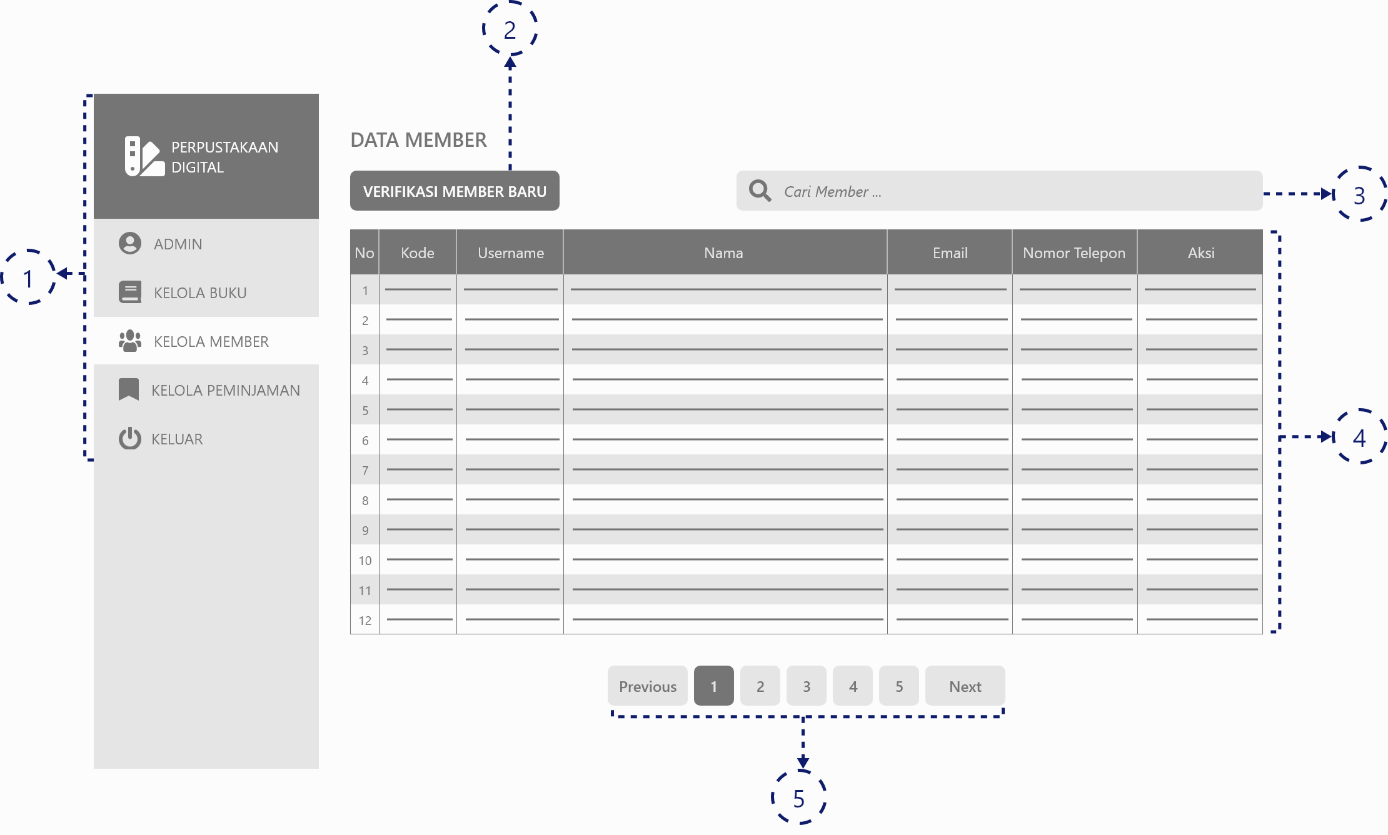 2
PERPUSTAKAAN
DIGITAL
ADMIN
KELOLA BUKU
KELOLA MEMBER
KELOLA PEMINJAMAN
KELUAR
1
DATA MEMBER
VERIFIKASI MEMBER BARU
Cari Member ...
3
No Kode Username Nama Email Nomor Telepon Aksi
1
2
3
4
5
6
7
8
9
10
11
12
4
Previous 1 2 3 4 5 Next
5